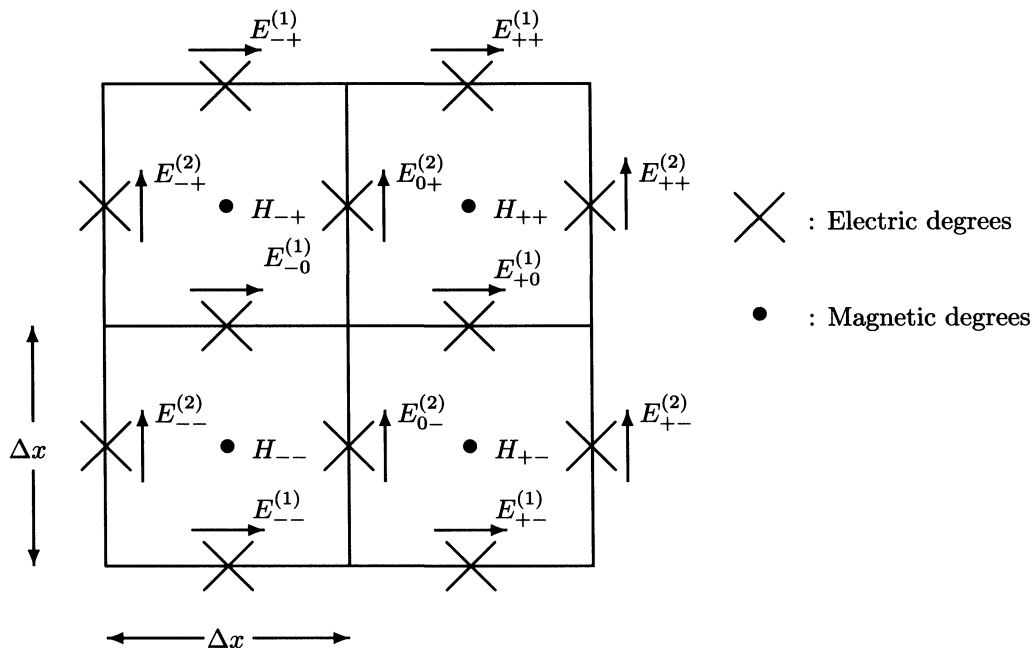 E_{-+}^{(1)} E_{++}^{(1)}
E_{-+}^{(2)} E_{0+}^{(2)} E_{++}^{(2)}
H_{-+} H_{++}
: Electric degrees
E_{-0}^{(1)} E_{+0}^{(1)}
: Magnetic degrees
E_{--}^{(2)} E_{0-}^{(2)} E_{+-}^{(2)}
Δx H_{--} H_{+-}
E_{--}^{(1)} E_{+-}^{(1)}
Δx